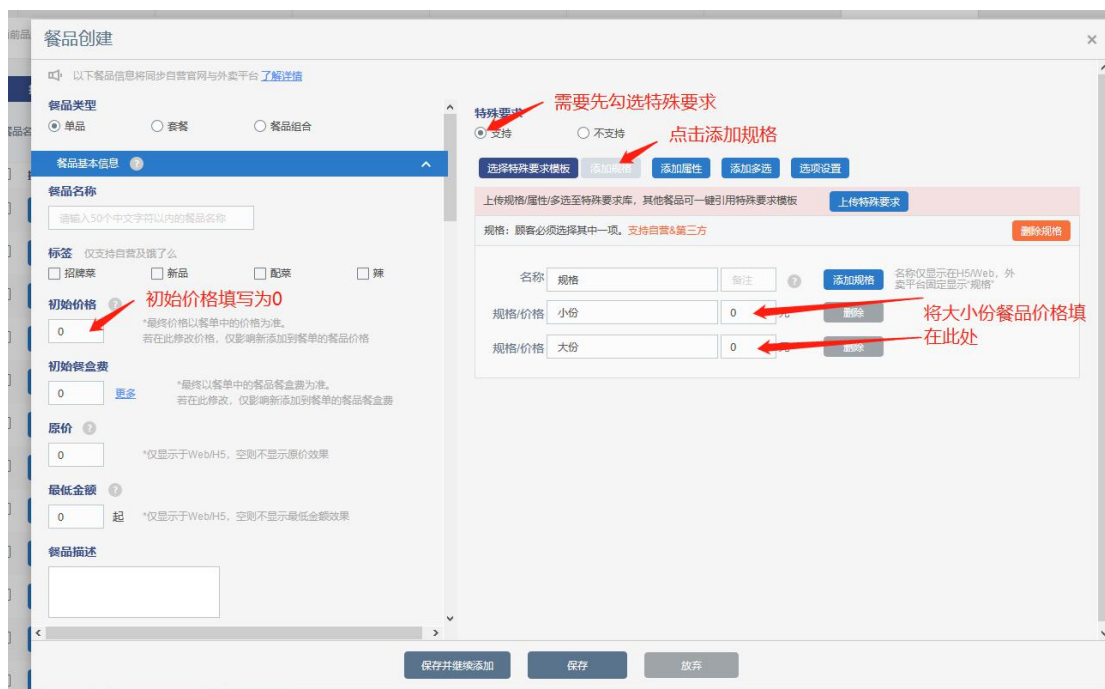 餐品创建
以下餐品信息将同步自营官网与外卖平台 了解详情
餐品类型
单品 套餐 餐品组合
餐品基本信息
餐品名称
请输入50个中文字符以内的餐品名称
标签 仅支持自营及饿了么
招牌菜 新品 配菜 辣
初始价格
初始价格填写为0
0
*最终价格以餐单中的价格为准。
若在此修改价格，仅影响新添加到餐单的餐品价格
初始餐盒费
0 更多
*最终以餐单中的餐品餐盒费为准。
若在此修改，仅影响新添加到餐单的餐品餐盒费
原价
0 *仅显示于Web/H5，空则不显示原价效果
最低金额
0 起 *仅显示于Web/H5，空则不显示最低金额效果
餐品描述
需要先勾选特殊要求
特殊要求
支持 不支持
点击添加规格
选择特殊要求模板 添加规格 添加属性 添加多选 选项设置
上传规格/属性/多选至特殊要求库，其他餐品可一键引用特殊要求模板 上传特殊要求
规格：顾客必须选择其中一项。支持自营&第三方 删除规格
名称 规格 备注 添加规格
名称仅显示在H5/Web，外
卖平台固定显示"规格"
规格/价格 小份 0 元 删除
规格/价格 大份 0 元 删除
将大小份餐品价格填
在此处
保存并继续添加 保存 放弃